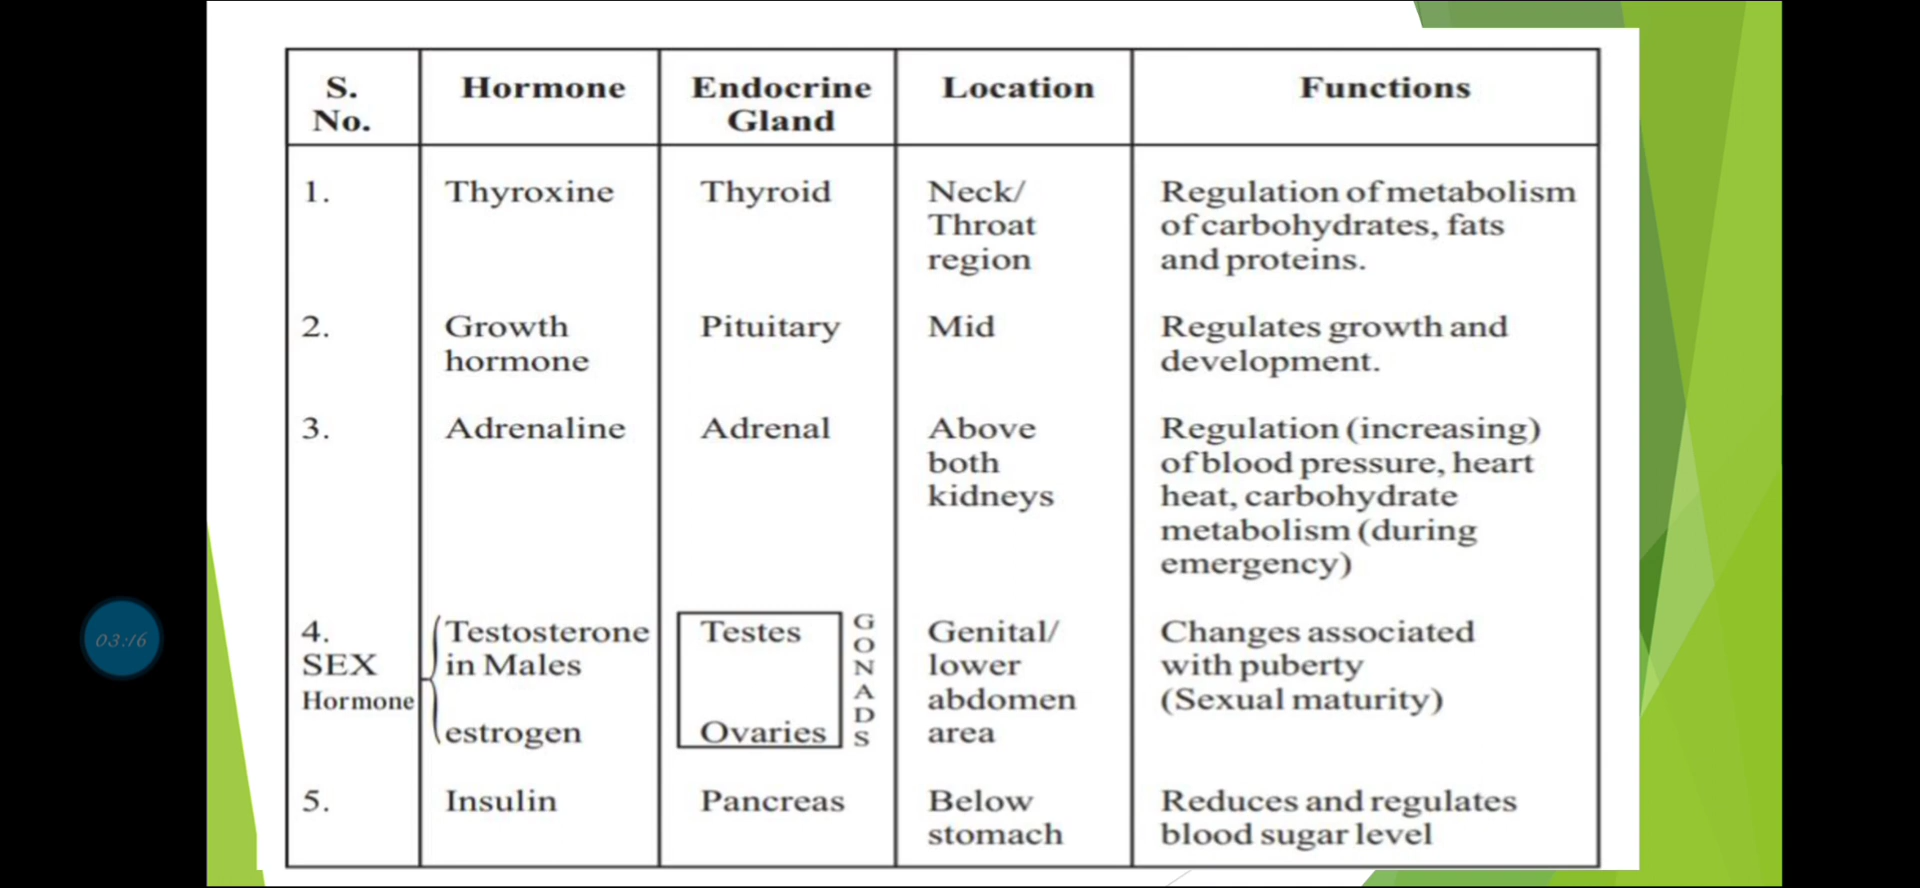 S. No.
Hormone
Endocrine Gland
Location
Functions
1.
Thyroxine
Thyroid
Neck/
Throat
region
Regulation of metabolism
of carbohydrates, fats
and proteins.
2.
Growth
hormone
Pituitary
Mid
Regulates growth and
development.
3.
Adrenaline
Adrenal
Above
both
kidneys
Regulation (increasing)
of blood pressure, heart
heat, carbohydrate
metabolism (during
emergency)
4.
SEX
Hormone
Testosterone
in Males
estrogen
Testes
Ovaries
GONADS
Genital/
lower
abdomen
area
Changes associated
with puberty
(Sexual maturity)
5.
Insulin
Pancreas
Below
stomach
Reduces and regulates
blood sugar level
03:16